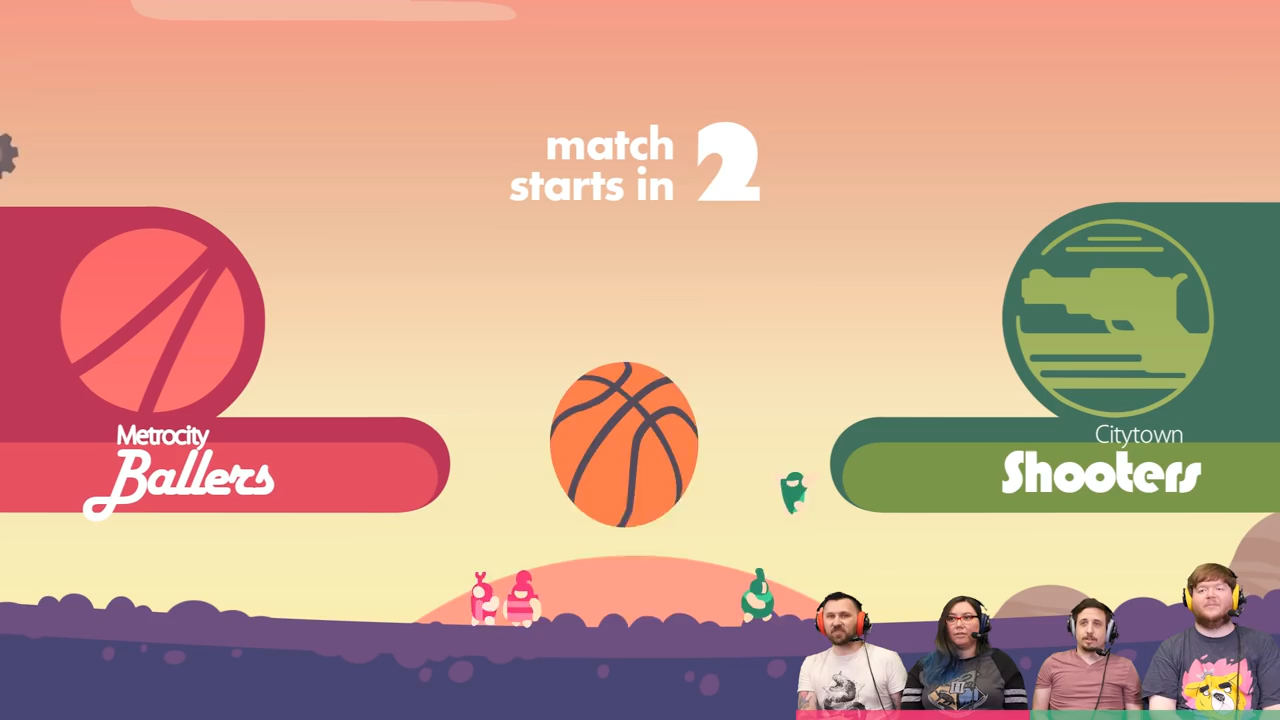 match
starts in 2
Metrocity
Ballers
Citytown
Shooters